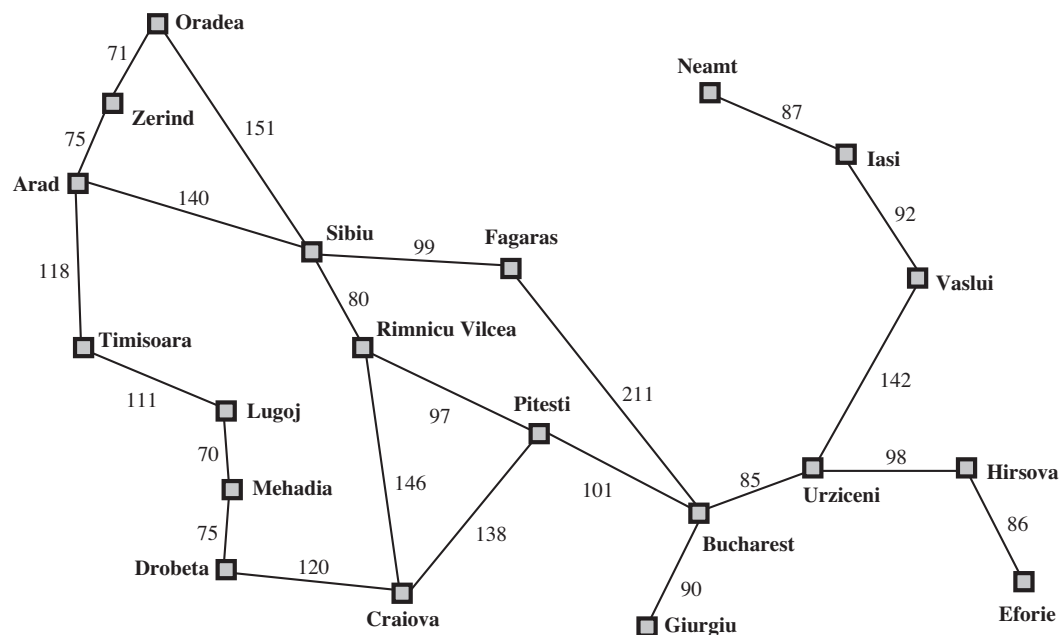 Oradea
71
Neamt
87
Zerind
151
75
Iasi
Arad
140
92
Sibiu
99
Fagaras
118
Vaslui
80
Rimnicu Vilcea
Timisoara
142
111
211
Lugoj
97
Pitesti
70
98
Hirsova
Mehadia
146
101
85
Urziceni
86
75
138
Bucharest
Drobeta
120
90
Craiova
Giurgiu
Eforie